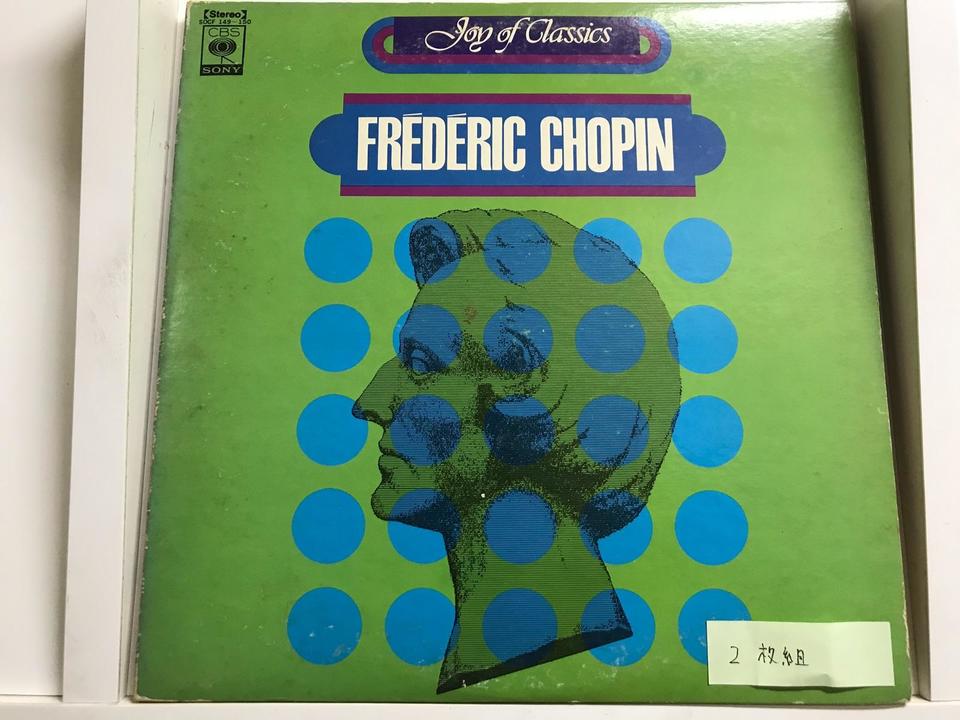 【Stereo】
SOCF 149~150
CBS
SONY
Joy of Classics
FRÉDÉRIC CHOPIN
2枚組